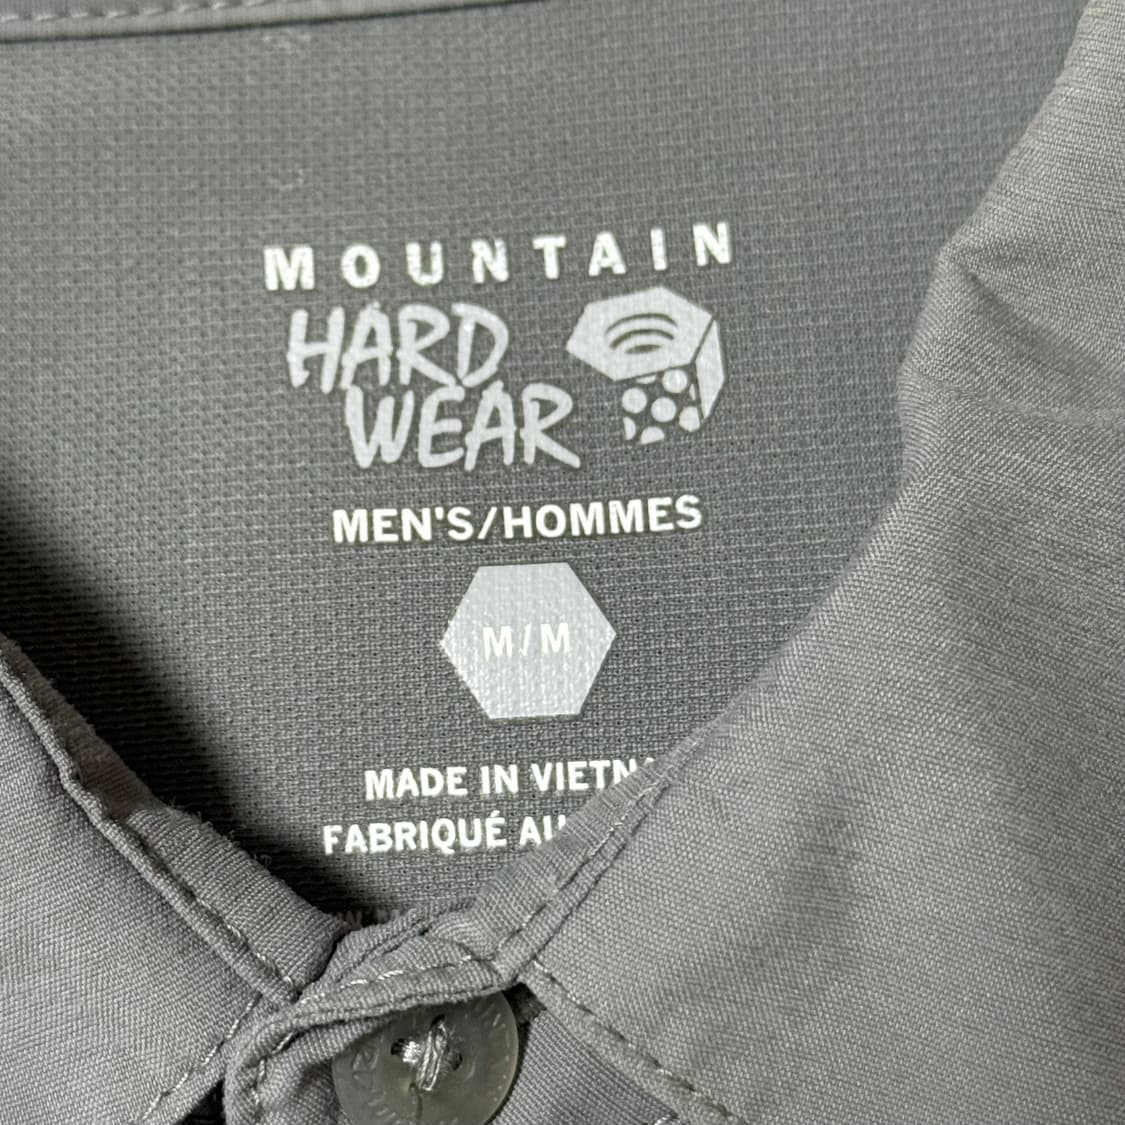 MOUNTAIN
HARD
WEAR
MEN'S/HOMMES
M/M
MADE IN VIETNA
FABRIQUÉ AU